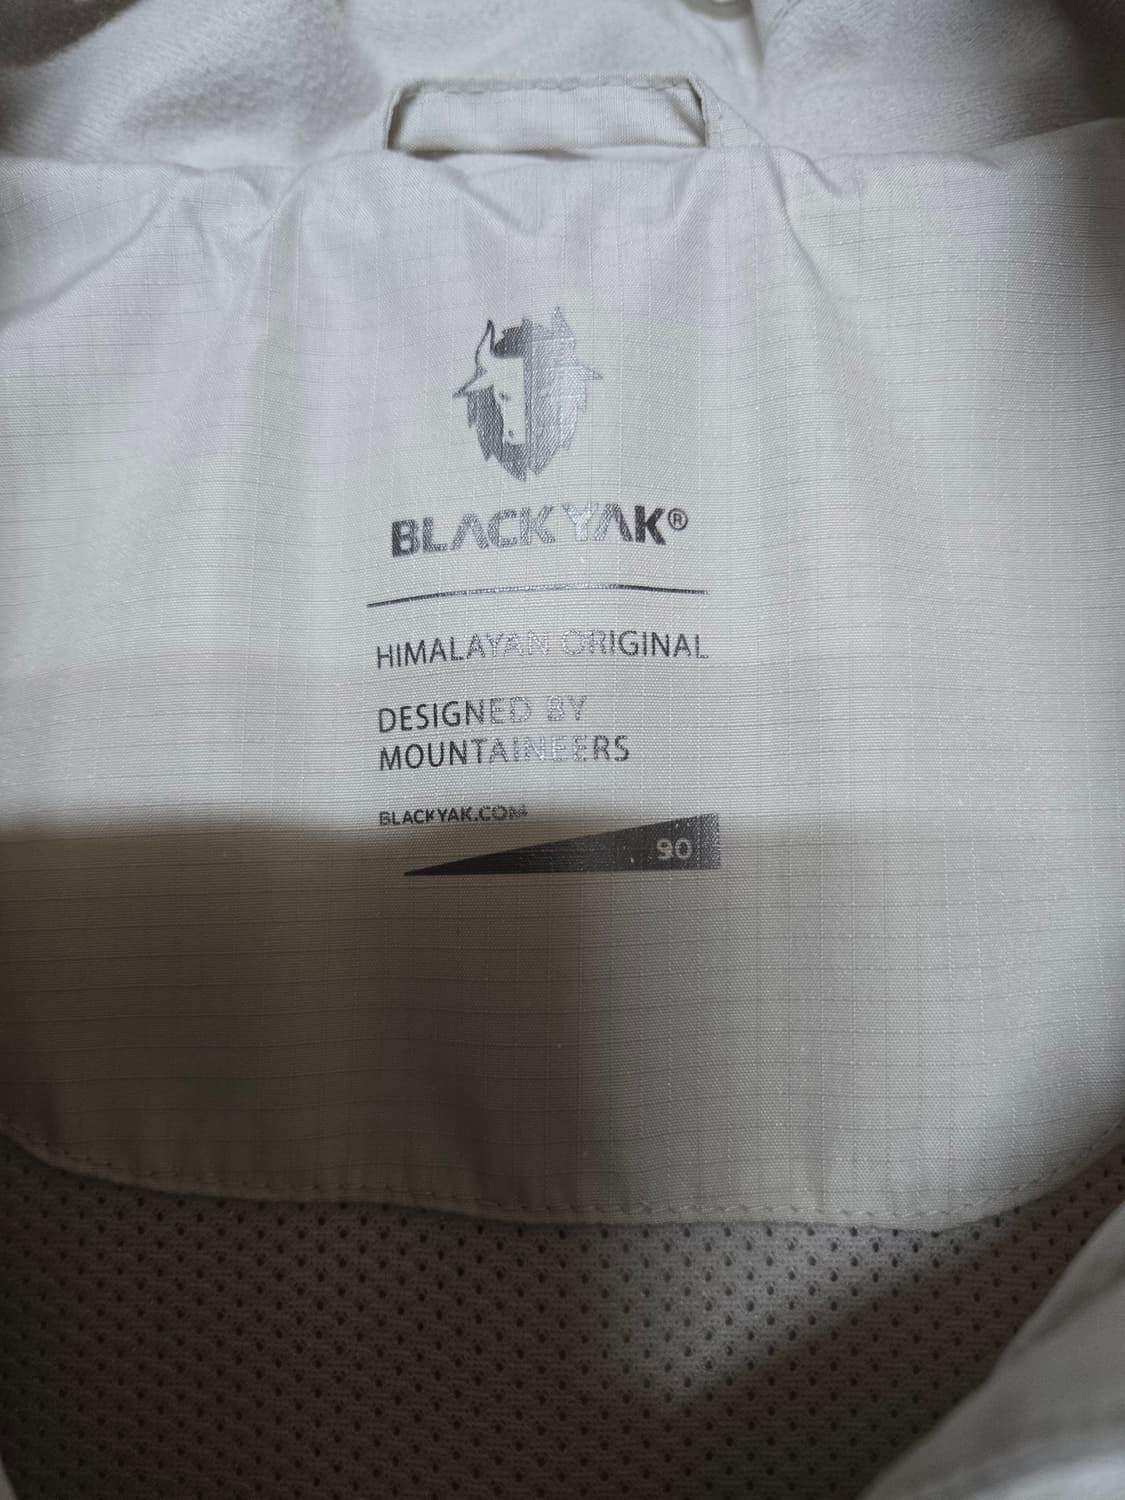 BLACKYAK®
HIMALAYAN ORIGINAL
DESIGNED BY
MOUNTAINEERS
BLACKYAK.COM
90